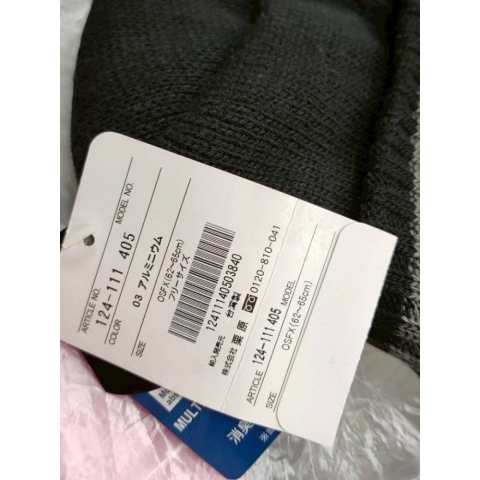 ARTICLE NO. MODEL NO.
124-111 405
COLOR
03 アルミニウム
SIZE
OSFX(62~65cm)
フリーサイズ
12411140503840
台湾製
輸入発売元
株式会社 栗原 0120-810-041
ARTICLE 124-111 405 MODEL
SIZE OSFX(62~65cm)
MULT
消臭